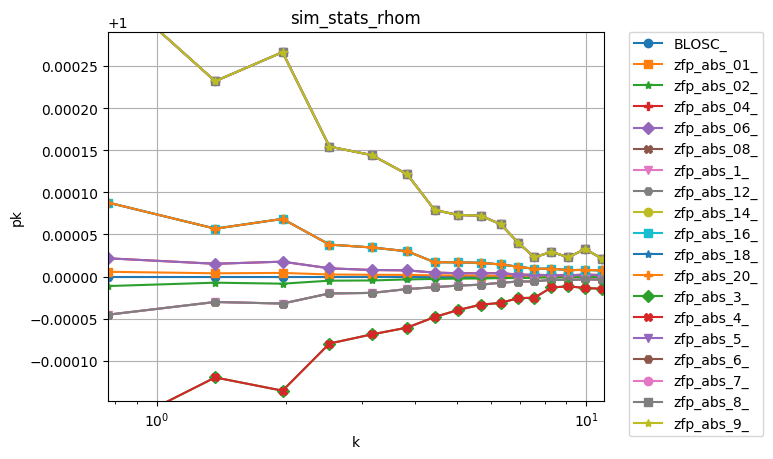 sim_stats_rhom
+1
0.00025
0.00020
0.00015
0.00010
0.00005
0.00000
−0.00005
−0.00010
pk
10⁰
10¹
k
BLOSC_
zfp_abs_01_
zfp_abs_02_
zfp_abs_04_
zfp_abs_06_
zfp_abs_08_
zfp_abs_1_
zfp_abs_12_
zfp_abs_14_
zfp_abs_16_
zfp_abs_18_
zfp_abs_20_
zfp_abs_3_
zfp_abs_4_
zfp_abs_5_
zfp_abs_6_
zfp_abs_7_
zfp_abs_8_
zfp_abs_9_